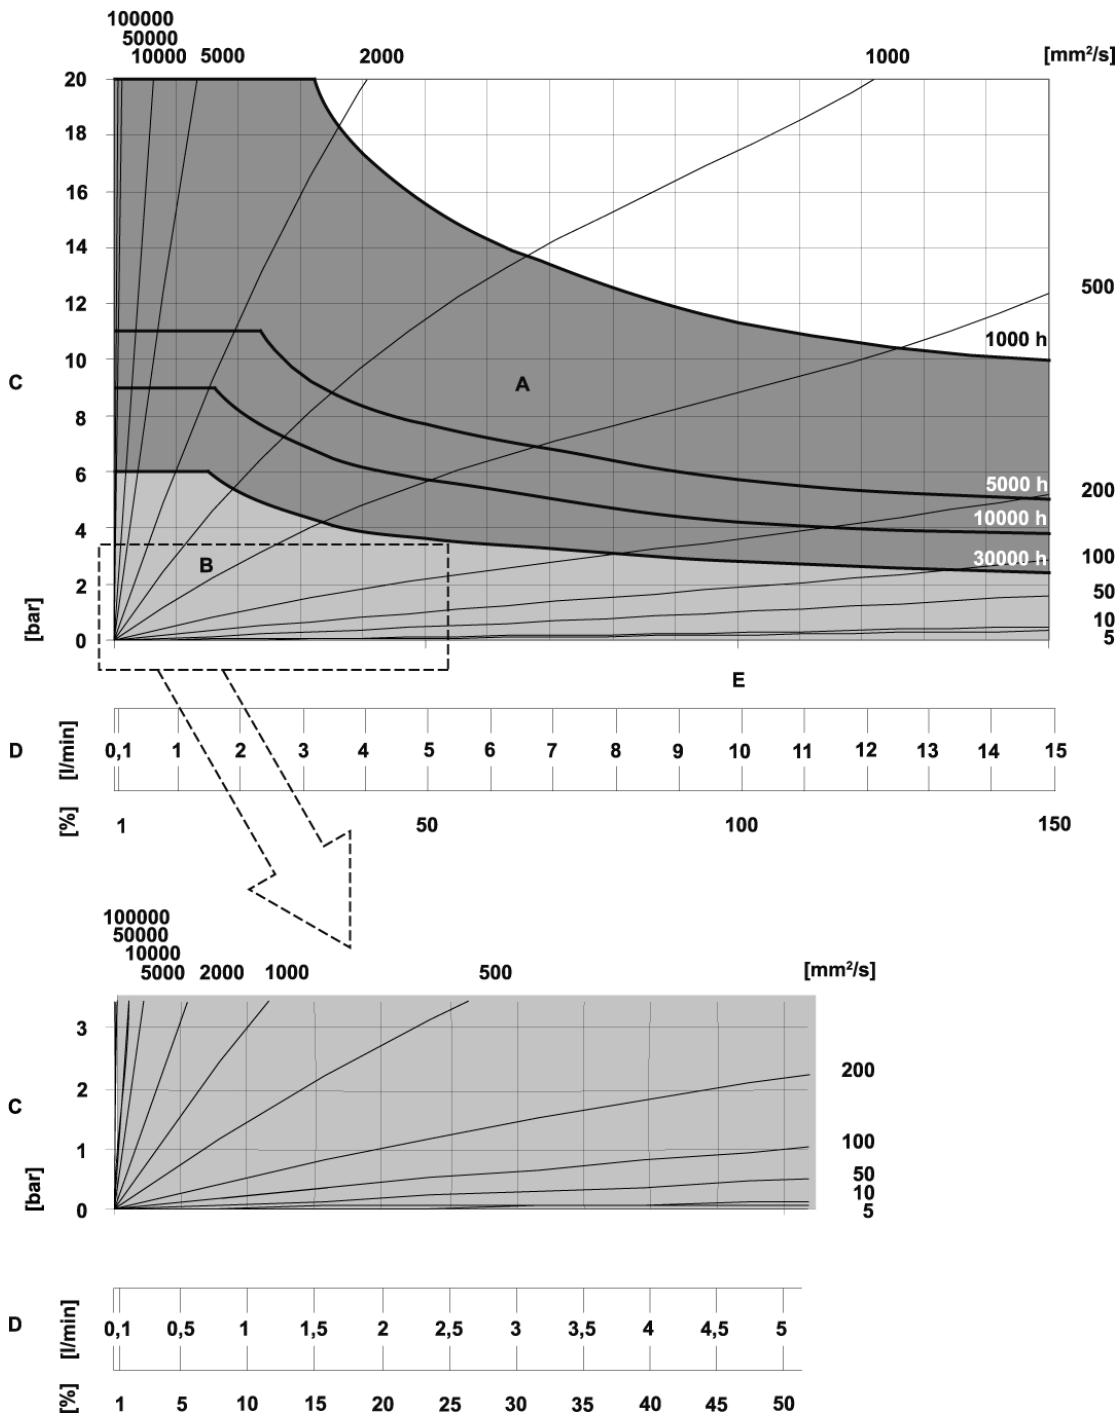 100000
50000
10000 5000 2000 1000 [mm²/s]
20
18
16
14
500
12
1000 h
10
C A
8
6
5000 h 200
10000 h
4
30000 h 100
B
2
50
10
[bar] 0 5
E
D [l/min] 0,1 1 2 3 4 5 6 7 8 9 10 11 12 13 14 15
[%] 1 50 100 150
100000
50000
10000
5000 2000 1000 500 [mm²/s]
3
200
2
C
100
1
50
10
[bar] 0 5
D [l/min] 0,1 0,5 1 1,5 2 2,5 3 3,5 4 4,5 5
[%] 1 5 10 15 20 25 30 35 40 45 50